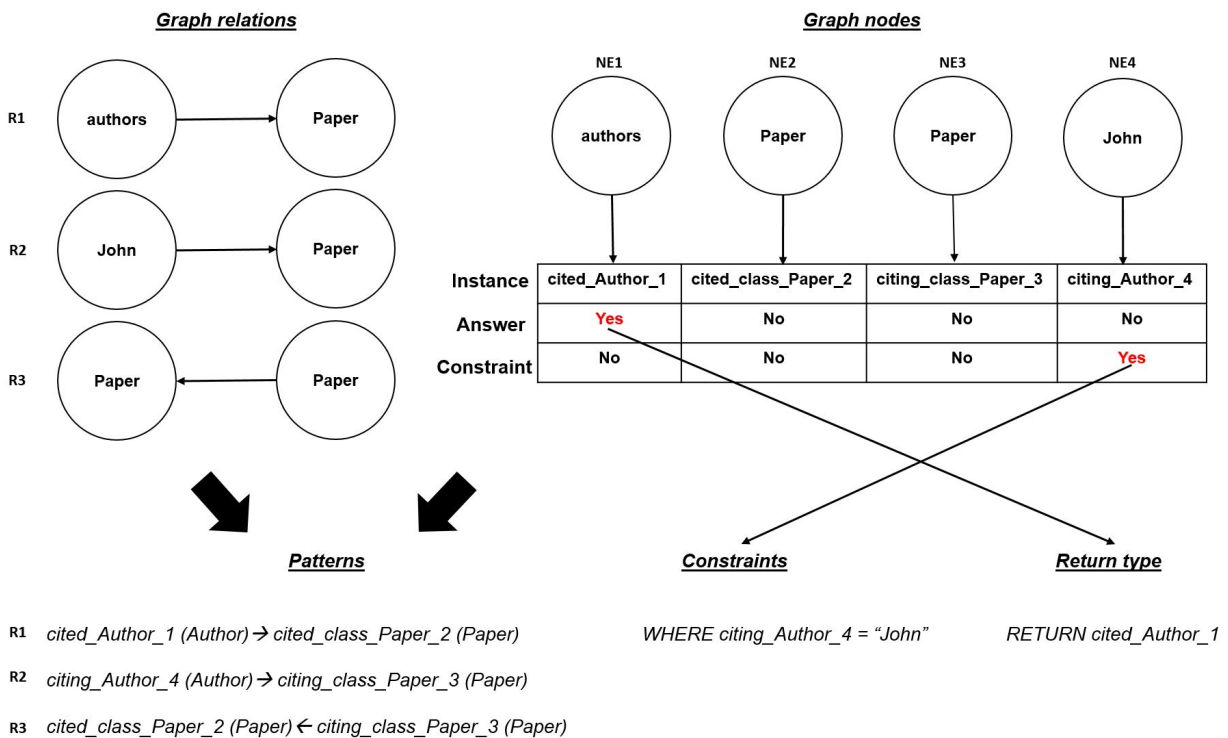 Graph relations
R1
authors
Paper
R2
John
Paper
R3
Paper
Paper
Graph nodes
NE1 NE2 NE3 NE4
authors Paper Paper John
Instance cited_Author_1 cited_class_Paper_2 citing_class_Paper_3 citing_Author_4
Answer Yes No No No
Constraint No No No Yes
Patterns
R1 cited_Author_1 (Author)→ cited_class_Paper_2 (Paper)
R2 citing_Author_4 (Author)→ citing_class_Paper_3 (Paper)
R3 cited_class_Paper_2 (Paper)← citing_class_Paper_3 (Paper)
Constraints
WHERE citing_Author_4 = “John”
Return type
RETURN cited_Author_1